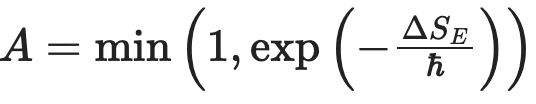 A = min (1, exp (− ΔS_E / ħ))